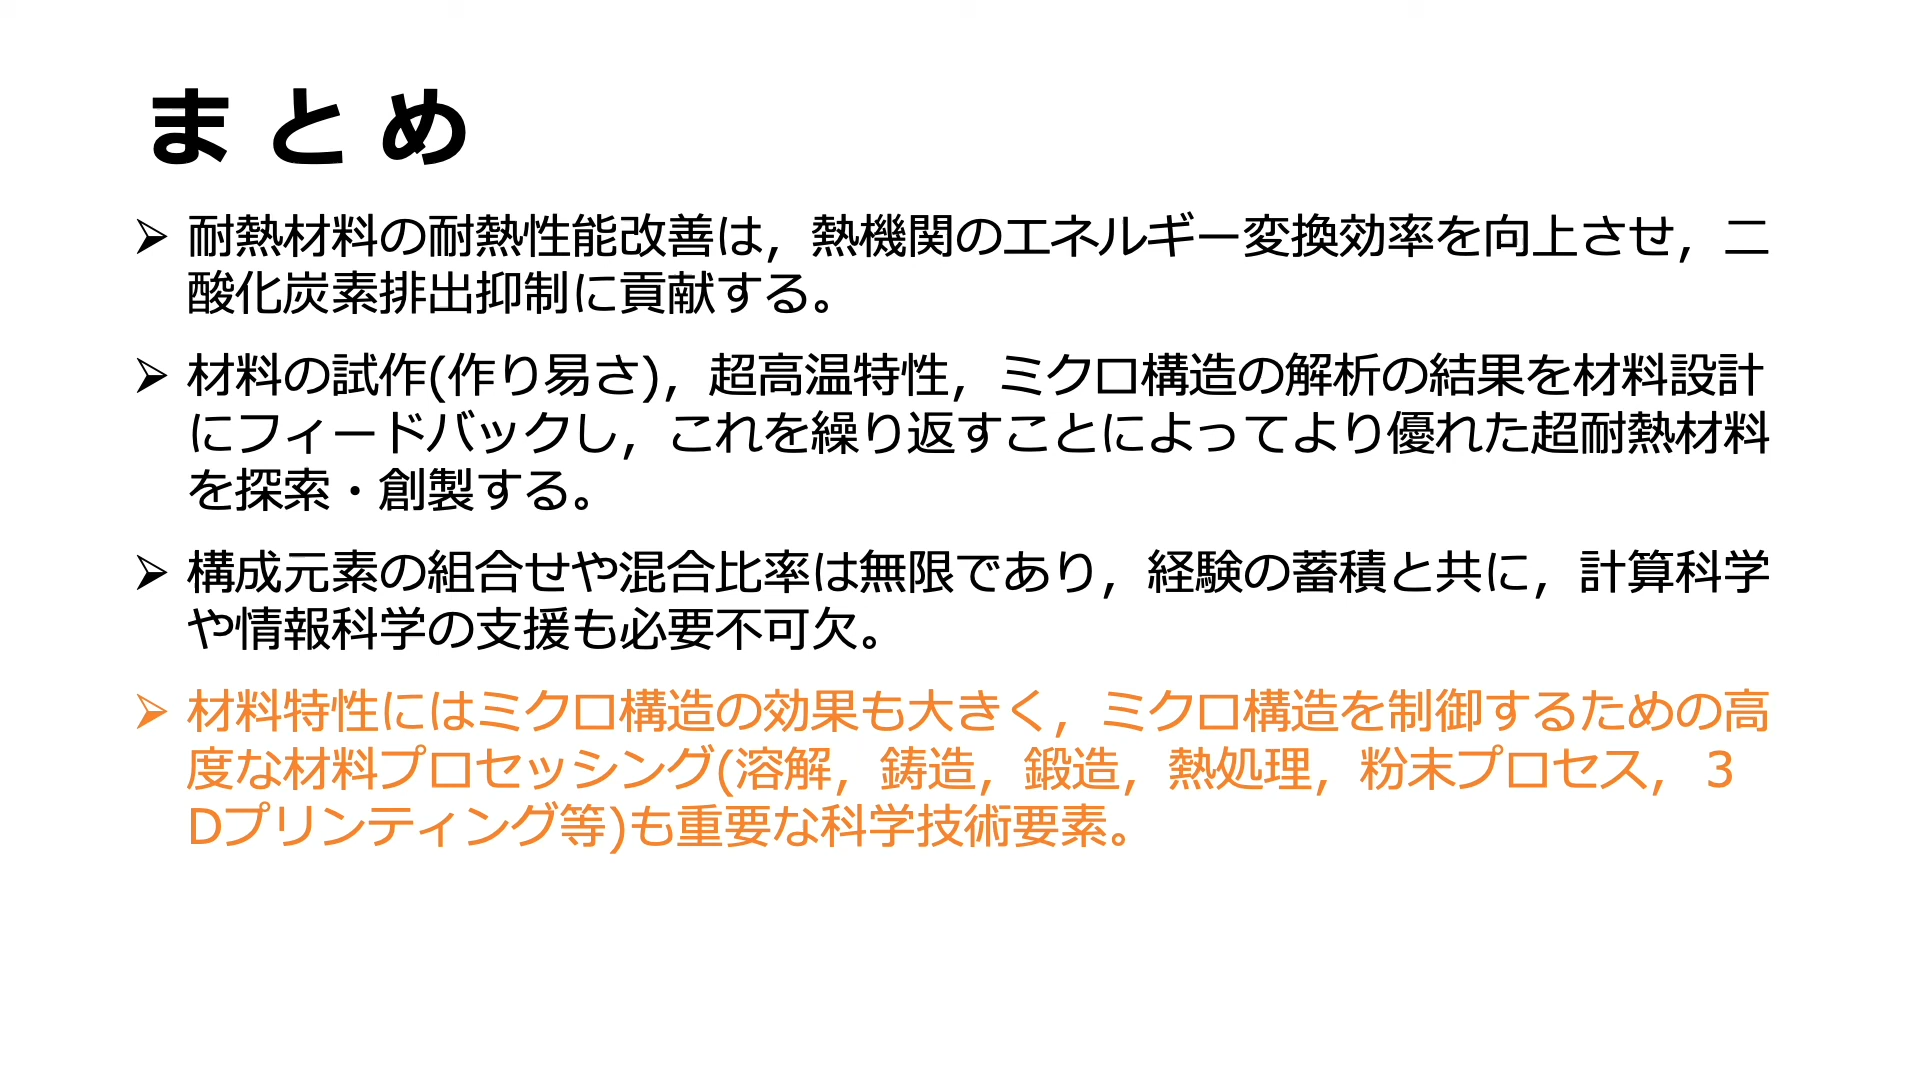 まとめ
➢ 耐熱材料の耐熱性能改善は，熱機関のエネルギー変換効率を向上させ，二
酸化炭素排出抑制に貢献する。
➢ 材料の試作(作り易さ)，超高温特性，ミクロ構造の解析の結果を材料設計
にフィードバックし，これを繰り返すことによってより優れた超耐熱材料
を探索・創製する。
➢ 構成元素の組合せや混合比率は無限であり，経験の蓄積と共に，計算科学
や情報科学の支援も必要不可欠。
➢ 材料特性にはミクロ構造の効果も大きく，ミクロ構造を制御するための高
度な材料プロセッシング(溶解，鋳造，鍛造，熱処理，粉末プロセス，３
Dプリンティング等)も重要な科学技術要素。